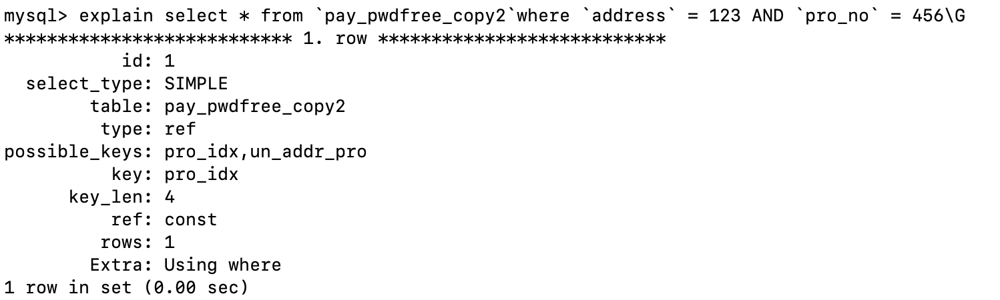 mysql> explain select * from `pay_pwdfree_copy2`where `address` = 123 AND `pro_no` = 456\G
*************************** 1. row ***************************
           id: 1
  select_type: SIMPLE
        table: pay_pwdfree_copy2
         type: ref
possible_keys: pro_idx,un_addr_pro
          key: pro_idx
      key_len: 4
          ref: const
         rows: 1
        Extra: Using where
1 row in set (0.00 sec)